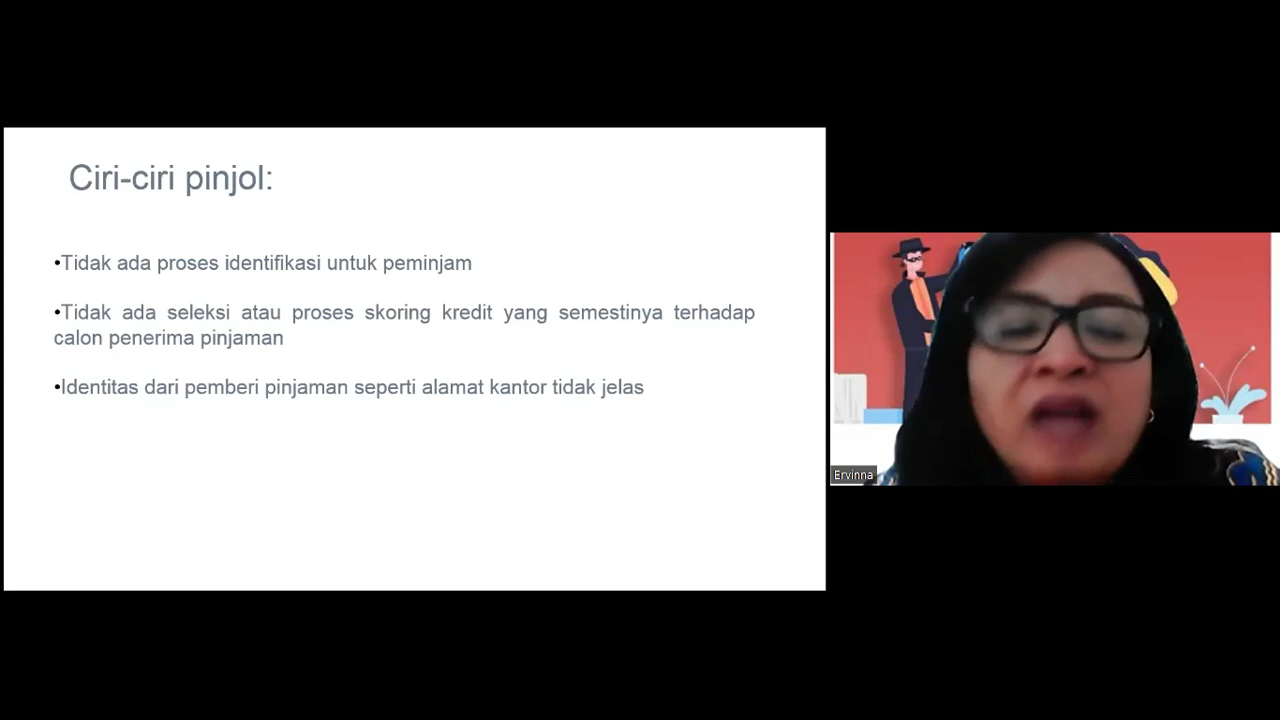 Ciri-ciri pinjol:
•Tidak ada proses identifikasi untuk peminjam
•Tidak ada seleksi atau proses skoring kredit yang semestinya terhadap
calon penerima pinjaman
•Identitas dari pemberi pinjaman seperti alamat kantor tidak jelas
Ervinna